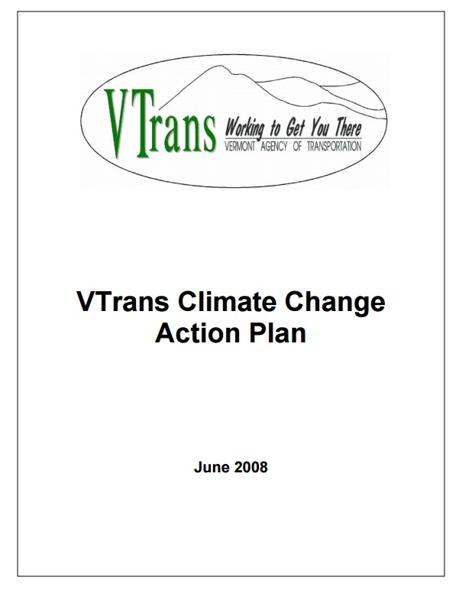 VTrans Working to Get You There
VERMONT AGENCY OF TRANSPORTATION
VTrans Climate Change
Action Plan
June 2008